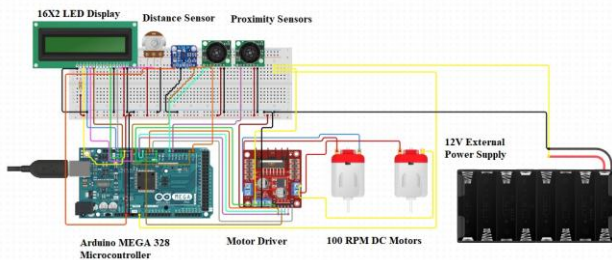 16X2 LED Display
Distance Sensor
Proximity Sensors
12V External
Power Supply
MEGA
Arduino MEGA 328
Microcontroller
Motor Driver
100 RPM DC Motors